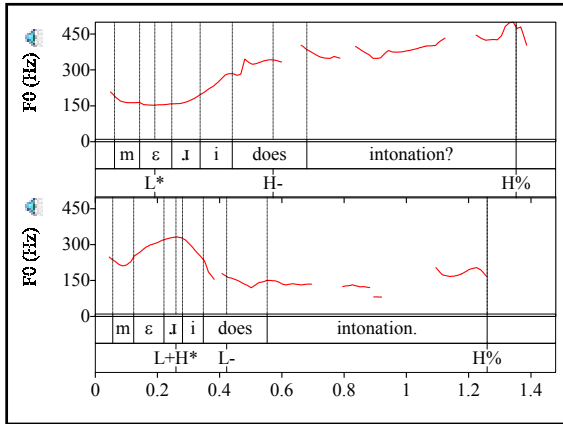 F0 (Hz)
450
300
150
0
m ɛ ɹ i does intonation?
L* H- H%
F0 (Hz)
450
300
150
0
m ɛ ɹ i does intonation.
L+H* L- H%
0 0.2 0.4 0.6 0.8 1 1.2 1.4